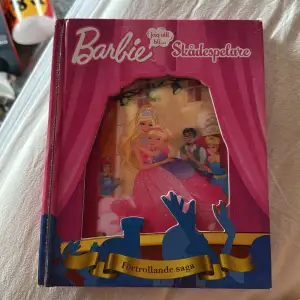 Barbie
Jag vill
bli...
Skådespelare
Förtrollande saga